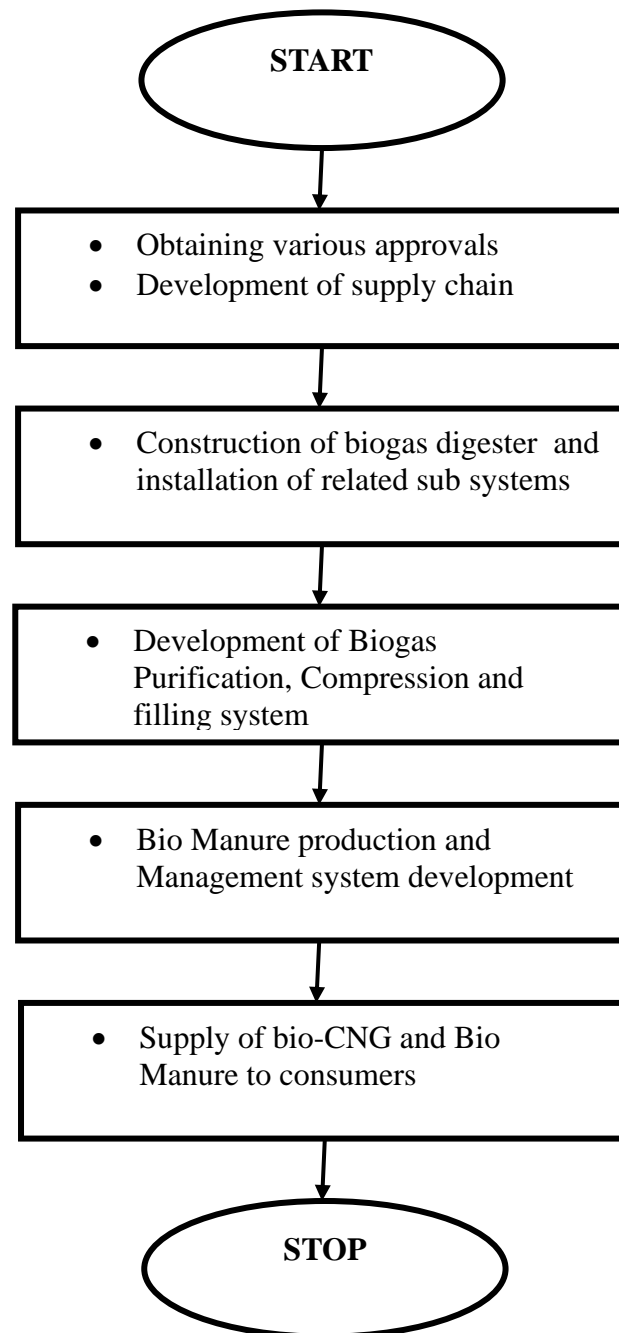 START
• Obtaining various approvals
• Development of supply chain
• Construction of biogas digester and
installation of related sub systems
• Development of Biogas
Purification, Compression and
filling system
• Bio Manure production and
Management system development
• Supply of bio-CNG and Bio
Manure to consumers
STOP